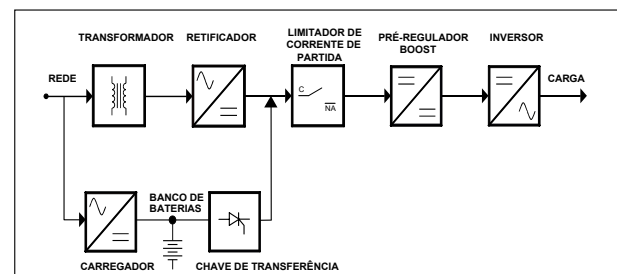 TRANSFORMADOR
RETIFICADOR
LIMITADOR DE
CORRENTE DE
PARTIDA
PRÉ-REGULADOR
BOOST
INVERSOR
REDE
CARGA
C
NA
BANCO DE
BATERIAS
CARREGADOR
CHAVE DE TRANSFERÊNCIA